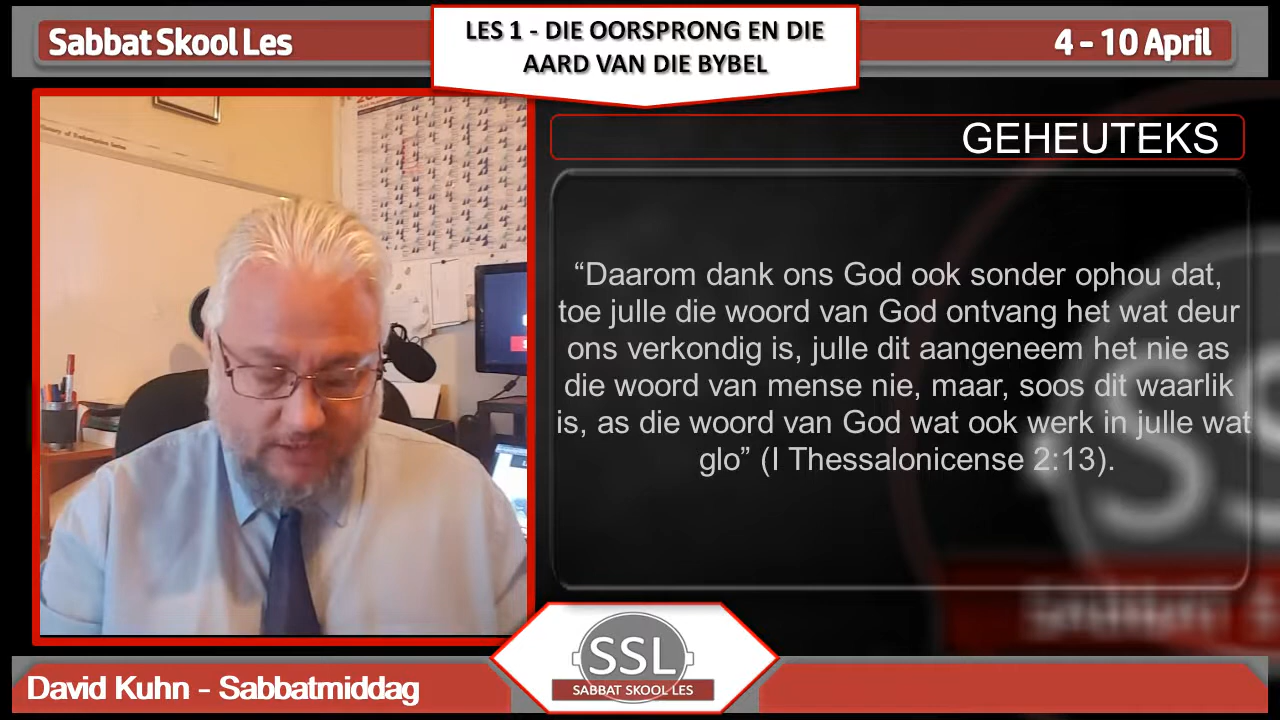 Sabbat Skool Les
LES 1 - DIE OORSPRONG EN DIE
AARD VAN DIE BYBEL
4 - 10 April
GEHEUTEKS
“Daarom dank ons God ook sonder ophou dat,
toe julle die woord van God ontvang het wat deur
ons verkondig is, julle dit aangeneem het nie as
die woord van mense nie, maar, soos dit waarlik
is, as die woord van God wat ook werk in julle wat
glo” (I Thessalonicense 2:13).
SSL
SABBAT SKOOL LES
David Kuhn - Sabbatmiddag